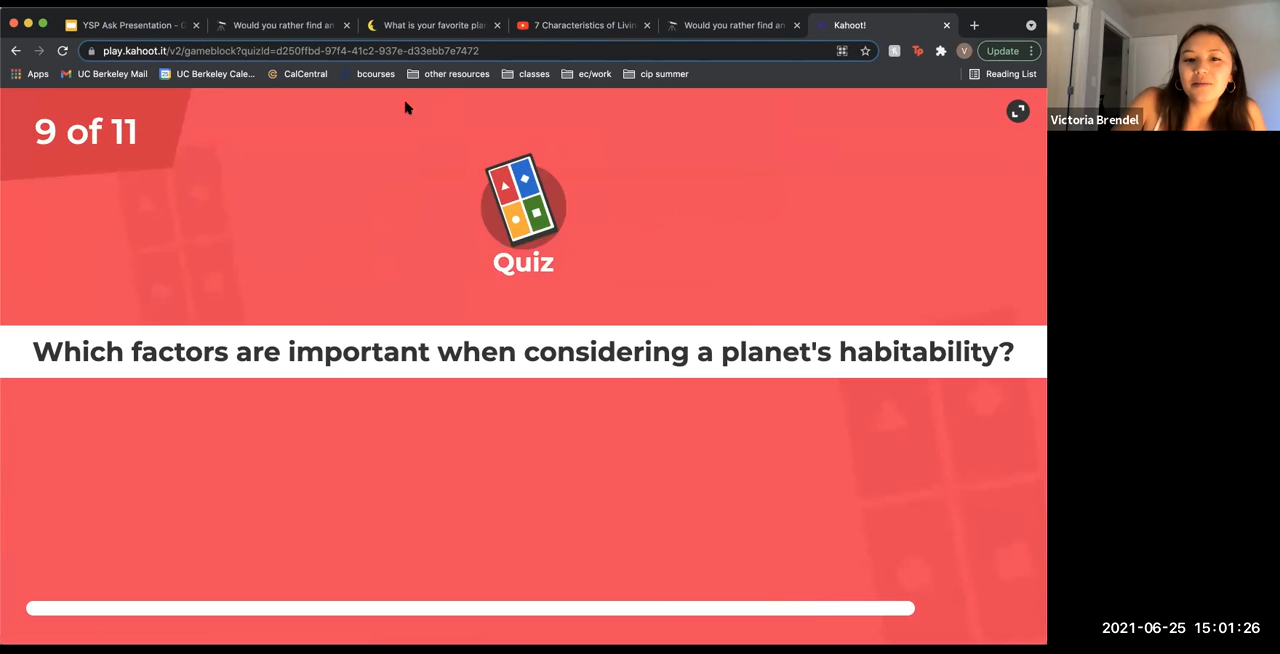 YSP Ask Presentation - G
Would you rather find an
What is your favorite pla
7 Characteristics of Livin
Would you rather find an
Kahoot!
play.kahoot.it/v2/gameblock?quizId=d250ffbd-97f4-41c2-937e-d33ebb7e7472
V
Update
Apps
UC Berkeley Mail
UC Berkeley Cale...
CalCentral
bcourses
other resources
classes
ec/work
cip summer
Reading List
Victoria Brendel
9 of 11
Quiz
Which factors are important when considering a planet's habitability?
2021-06-25 15:01:26